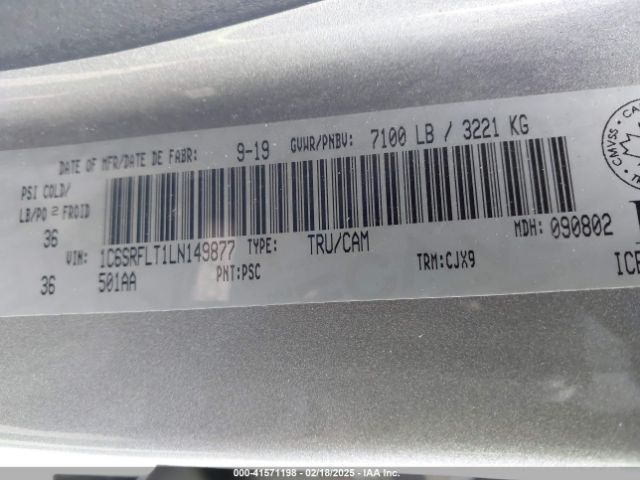 DATE OF MFR/DATE DE FABR: 9-19 GVWR/PNBV: 7100 LB / 3221 KG
PSI COLD/
LB/PO 2 FROID
36
VIN: 1C6SRFLT1LN149877 TYPE: TRU/CAM MDH: 090802
36 501AA PNT:PSC TRM:CJX9
CMVSS
000-41571198 - 02/18/2025 - IAA Inc.